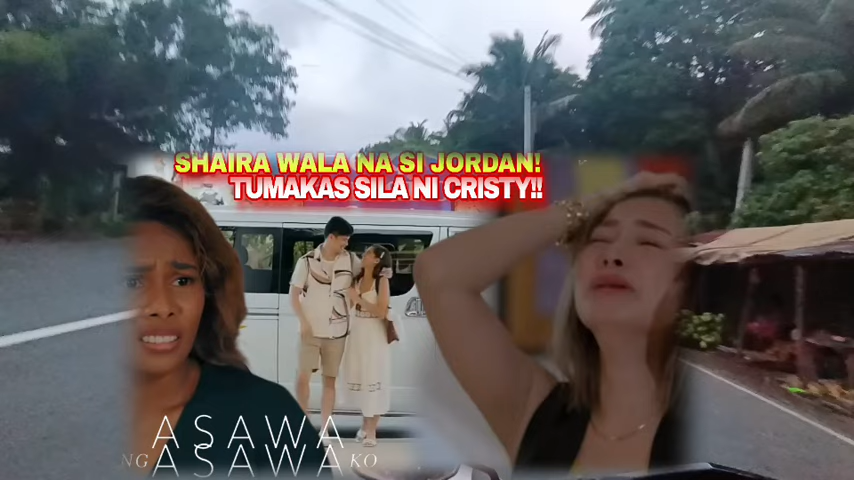 SHAIRA WALA NA SI JORDAN!
TUMAKAS SILA NI CRISTY!!
ASAWA
NG ASAWA KO